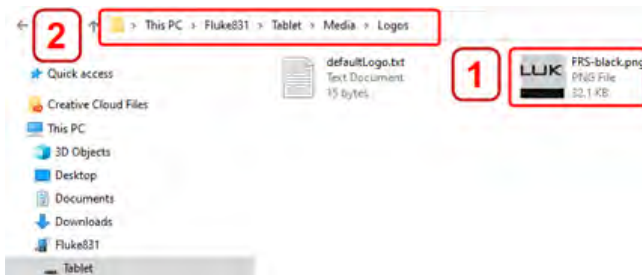 2
This PC > Fluke831 > Tablet > Media > Logos
1
defaultLogo.txt
Text Document
15 bytes
LUK
FRS-black.png
PNG File
32.1 KB
Quick access
Creative Cloud Files
This PC
3D Objects
Desktop
Documents
Downloads
Fluke831
Tablet